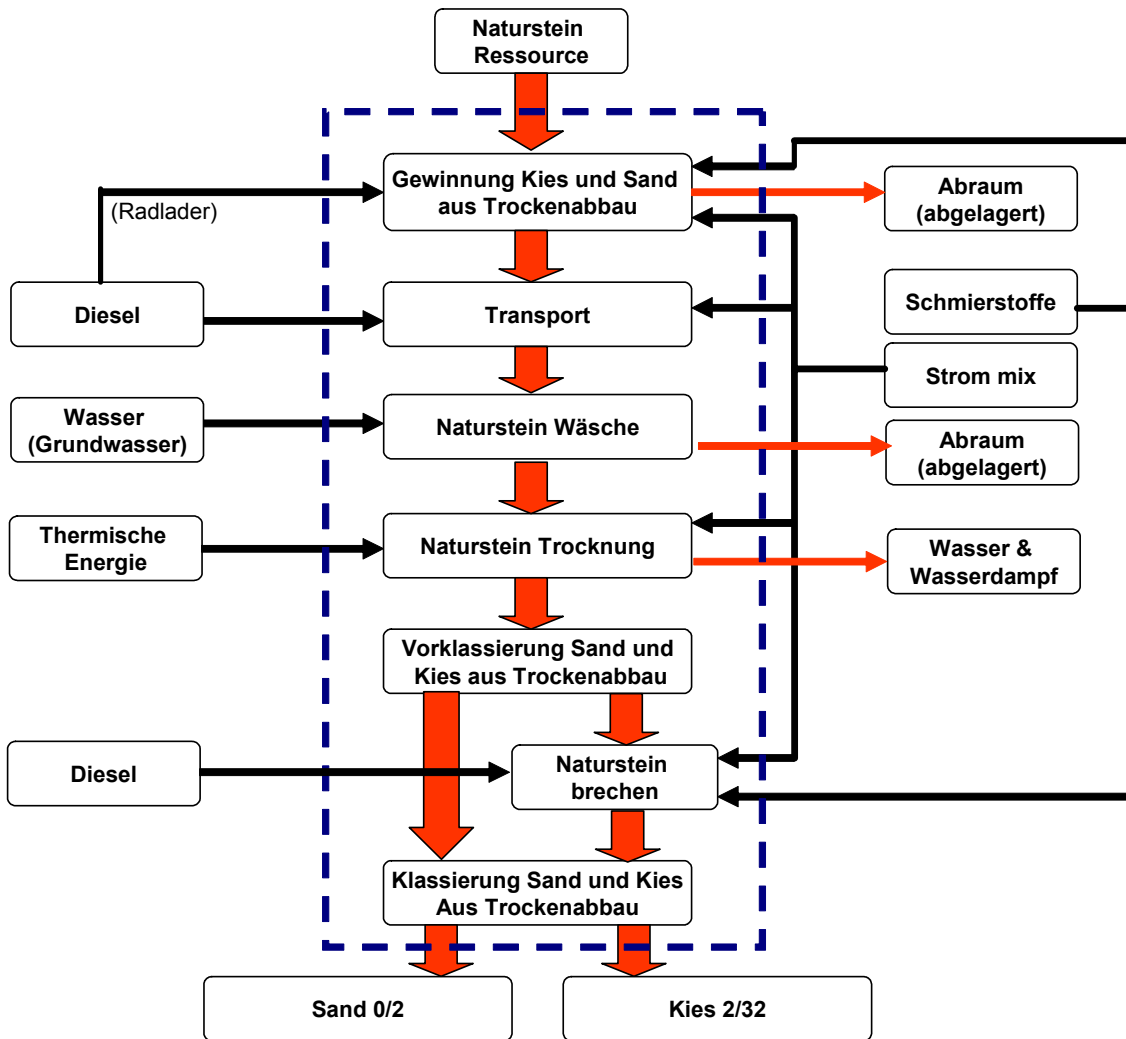 Naturstein
Ressource
Gewinnung Kies und Sand
aus Trockenabbau
Abraum
(abgelagert)
(Radlader)
Diesel
Transport
Schmierstoffe
Strom mix
Wasser
(Grundwasser)
Naturstein Wäsche
Abraum
(abgelagert)
Thermische
Energie
Naturstein Trocknung
Wasser &
Wasserdampf
Vorklassierung Sand und
Kies aus Trockenabbau
Diesel
Naturstein
brechen
Klassierung Sand und Kies
Aus Trockenabbau
Sand 0/2
Kies 2/32